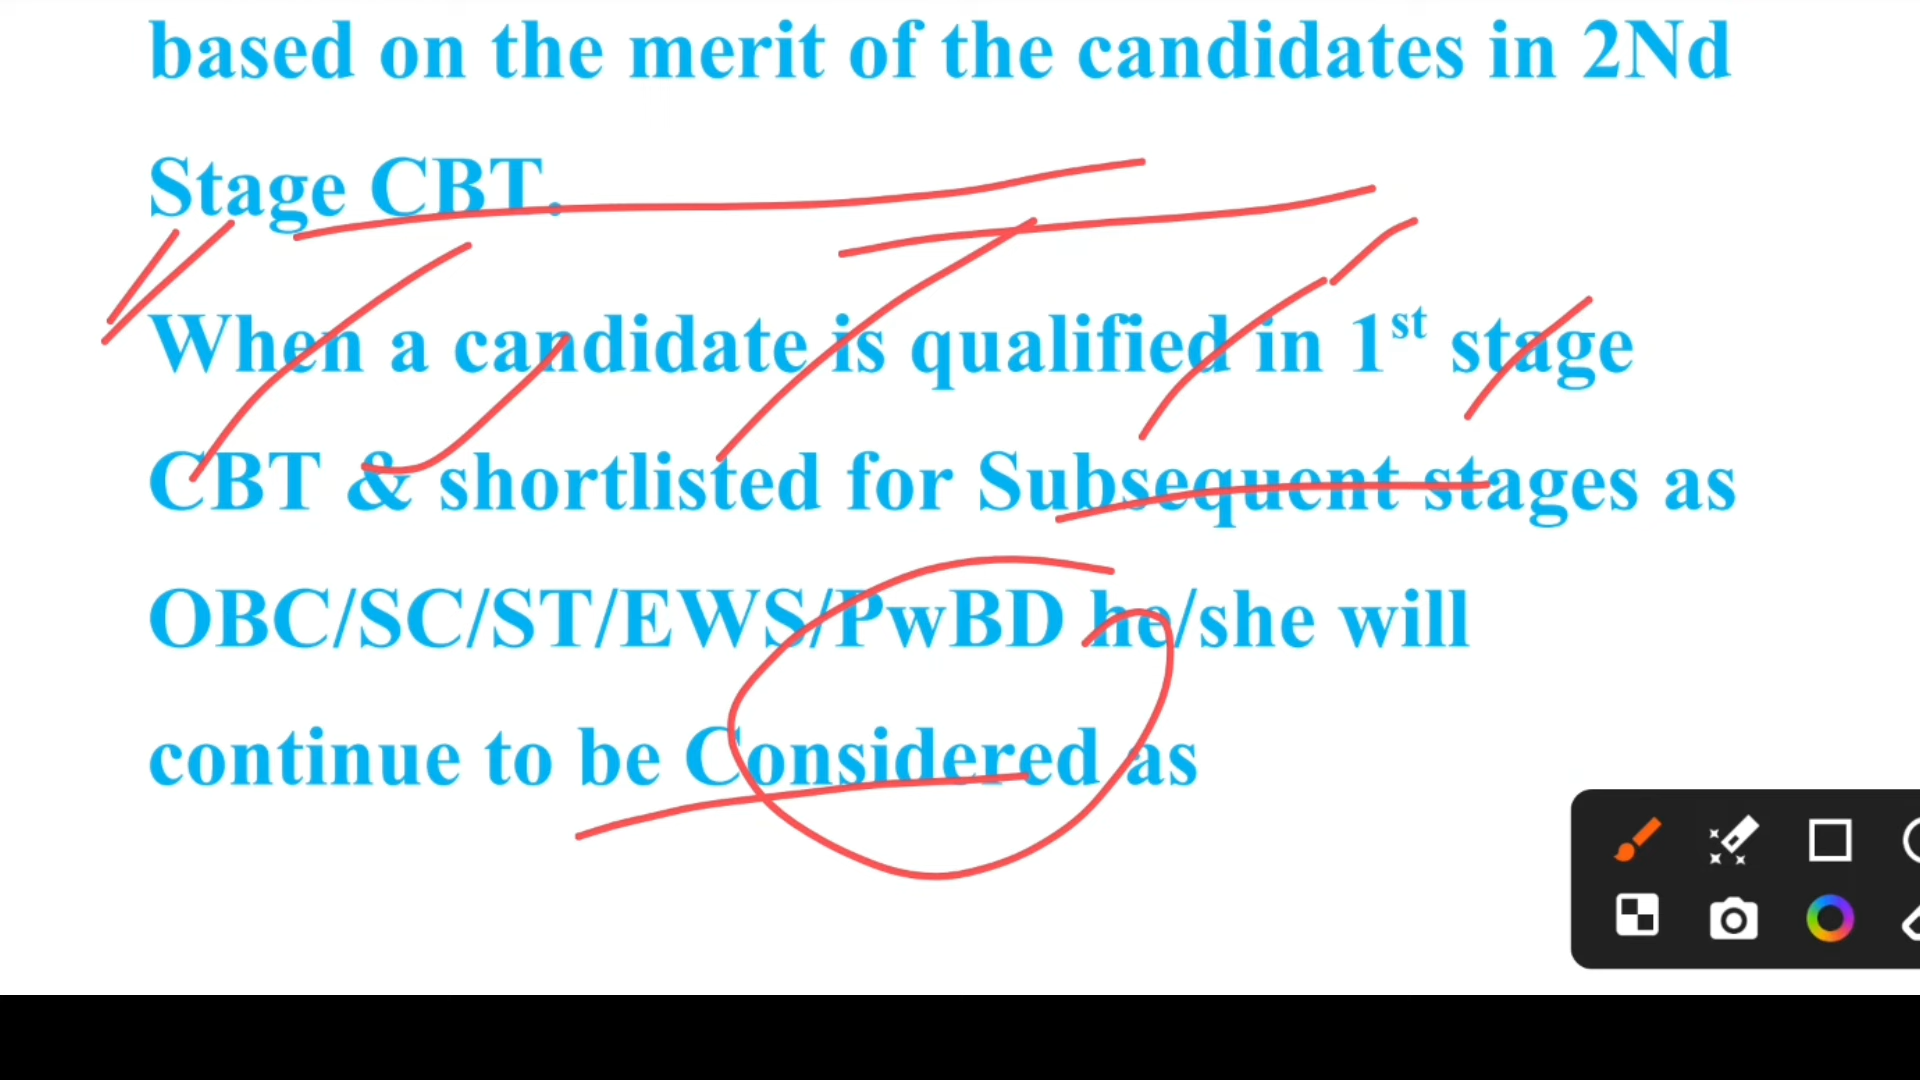 based on the merit of the candidates in 2Nd
Stage CBT.
When a candidate is qualified in 1st stage
CBT & shortlisted for Subsequent stages as
OBC/SC/ST/EWS/PwBD he/she will
continue to be Considered as